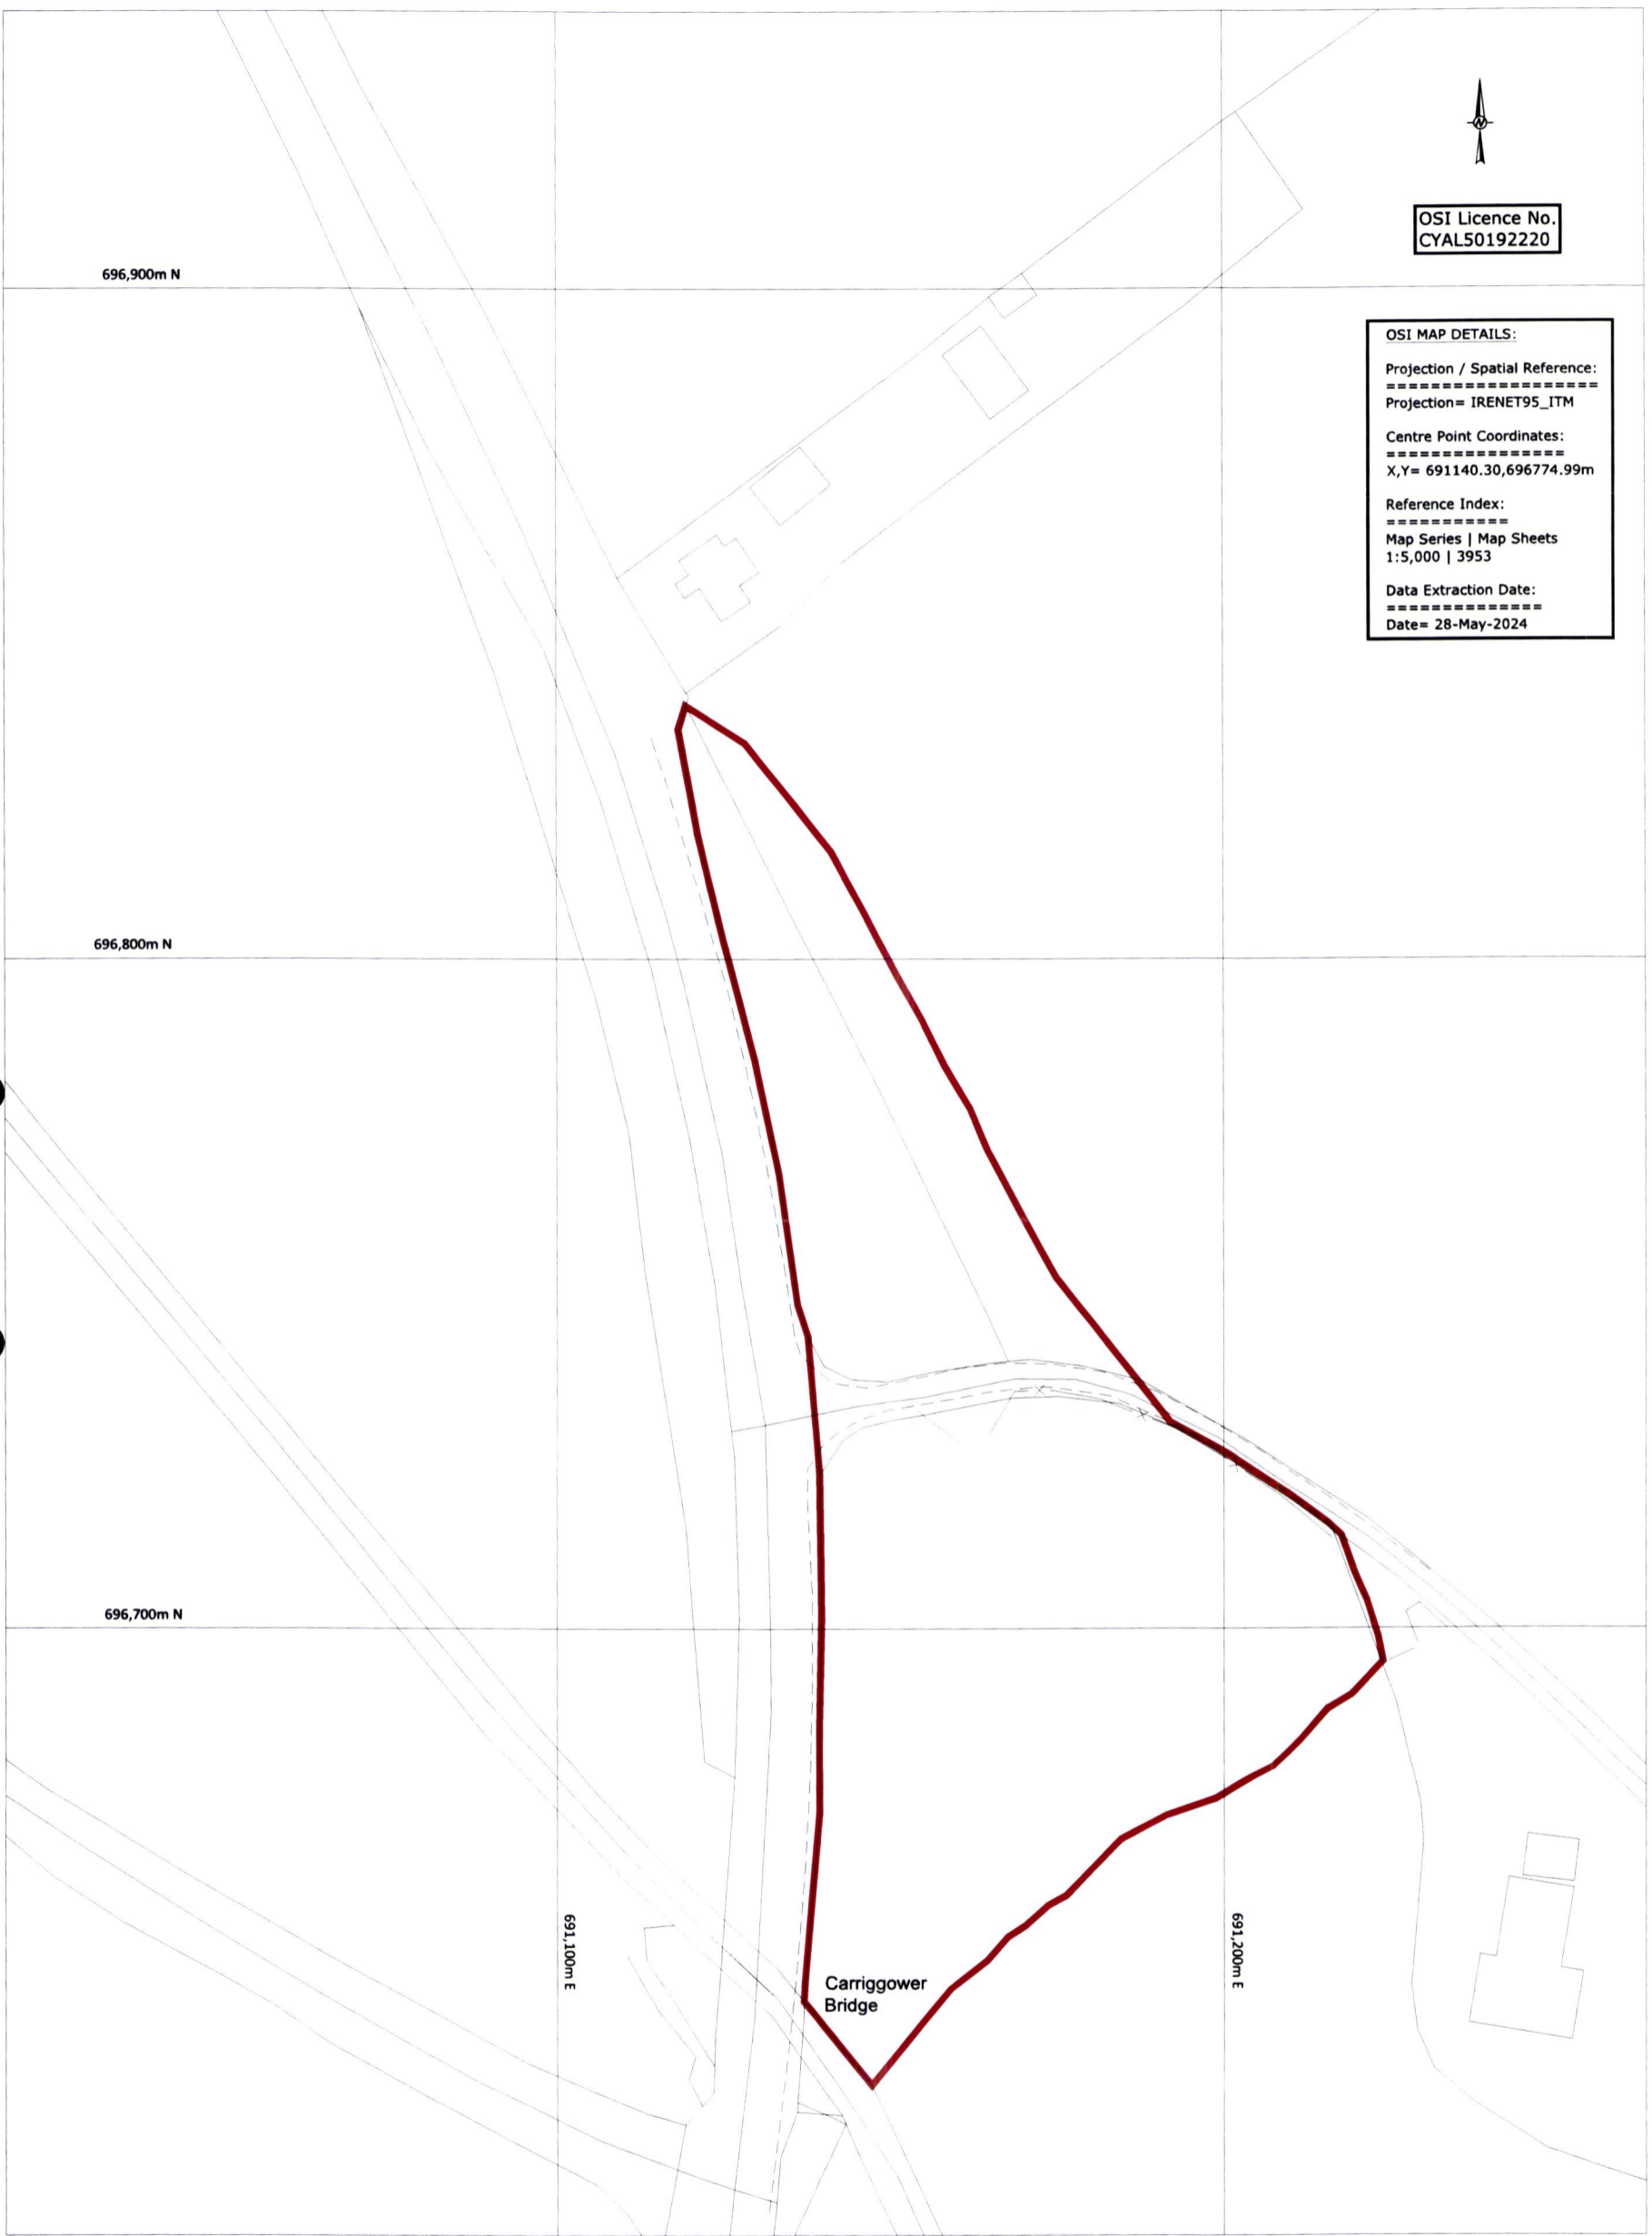 N
OSI Licence No.
CYAL50192220
696,900m N
OSI MAP DETAILS:
Projection / Spatial Reference:
===================
Projection= IRENET95_ITM
Centre Point Coordinates:
================
X,Y= 691140.30,696774.99m
Reference Index:
===========
Map Series | Map Sheets
1:5,000 | 3953
Data Extraction Date:
==============
Date= 28-May-2024
696,800m N
696,700m N
691,100m E
691,200m E
Carriggower
Bridge